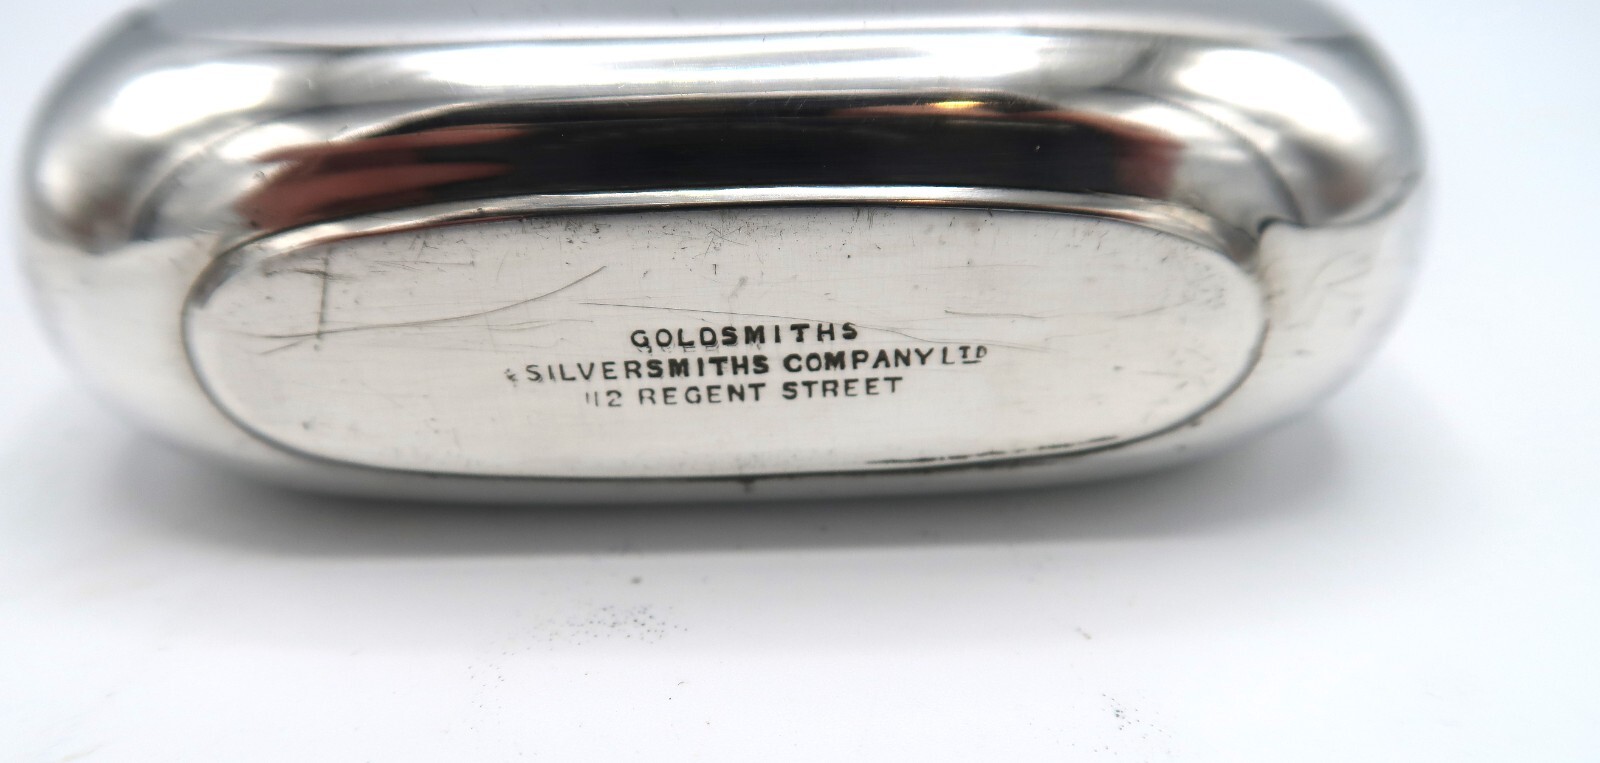 GOLDSMITHS
& SILVERSMITHS COMPANY LTD
112 REGENT STREET